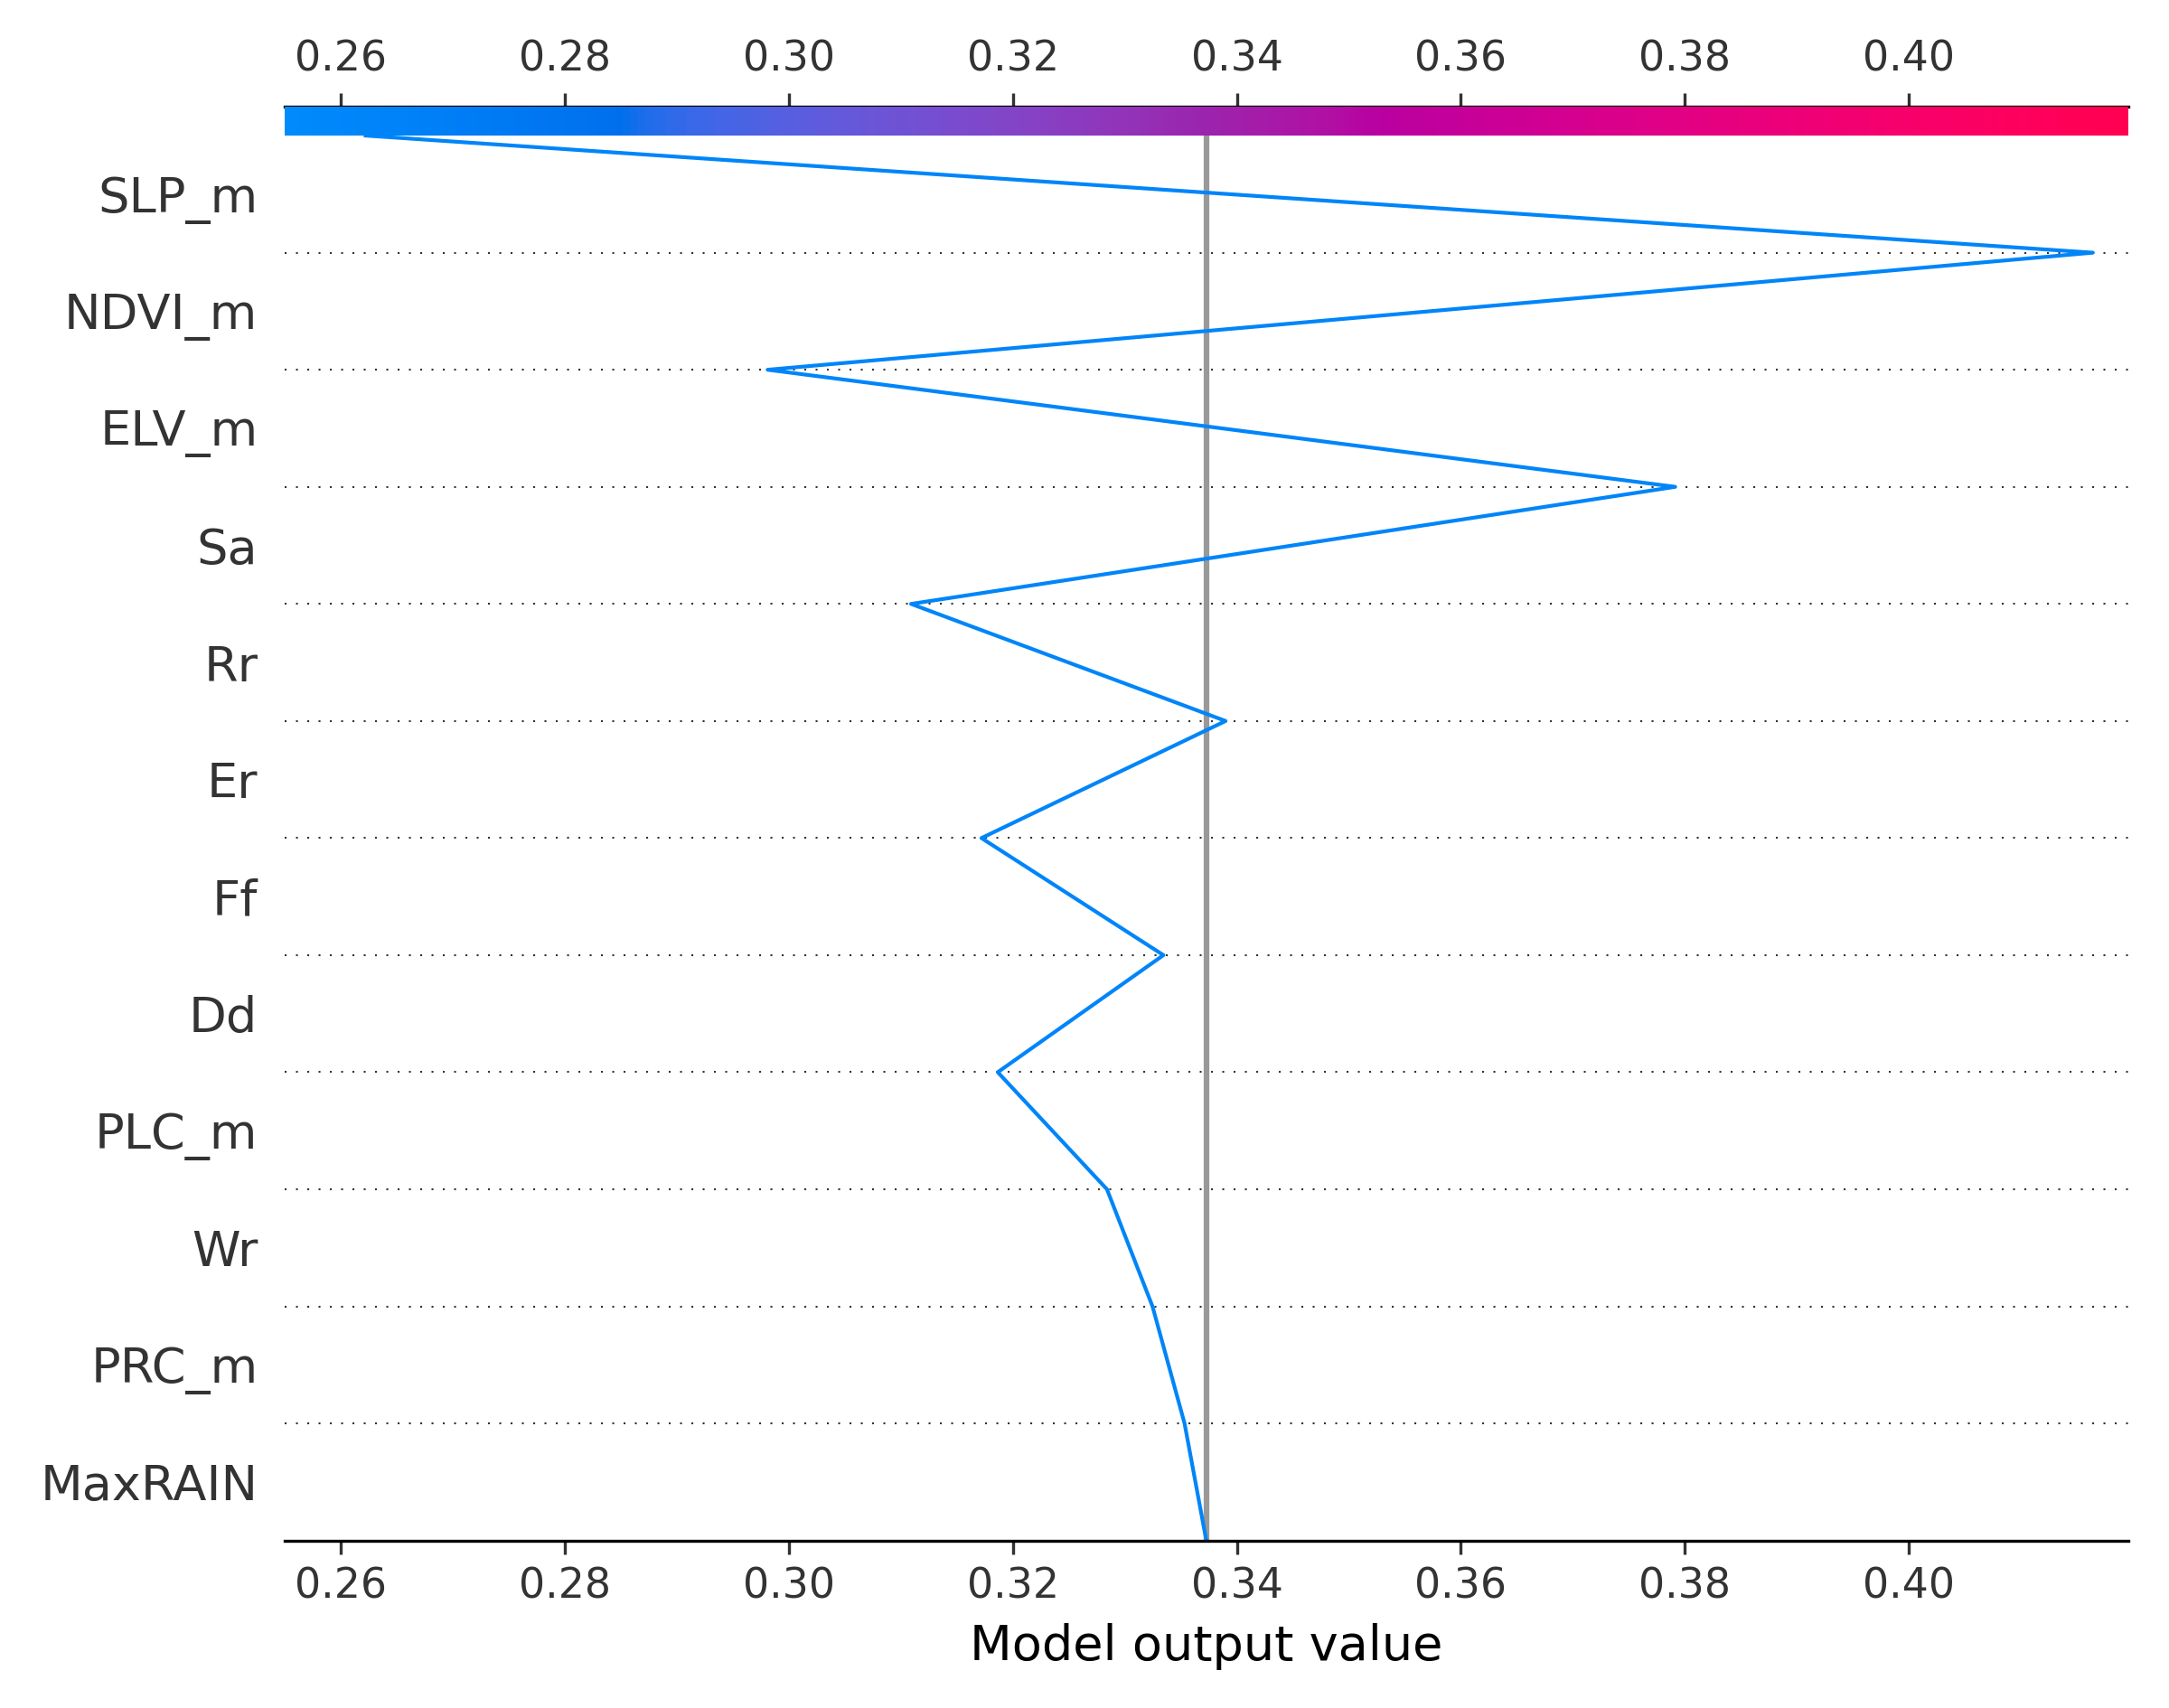 0.26 0.28 0.30 0.32 0.34 0.36 0.38 0.40
SLP_m
NDVI_m
ELV_m
Sa
Rr
Er
Ff
Dd
PLC_m
Wr
PRC_m
MaxRAIN
0.26 0.28 0.30 0.32 0.34 0.36 0.38 0.40
Model output value